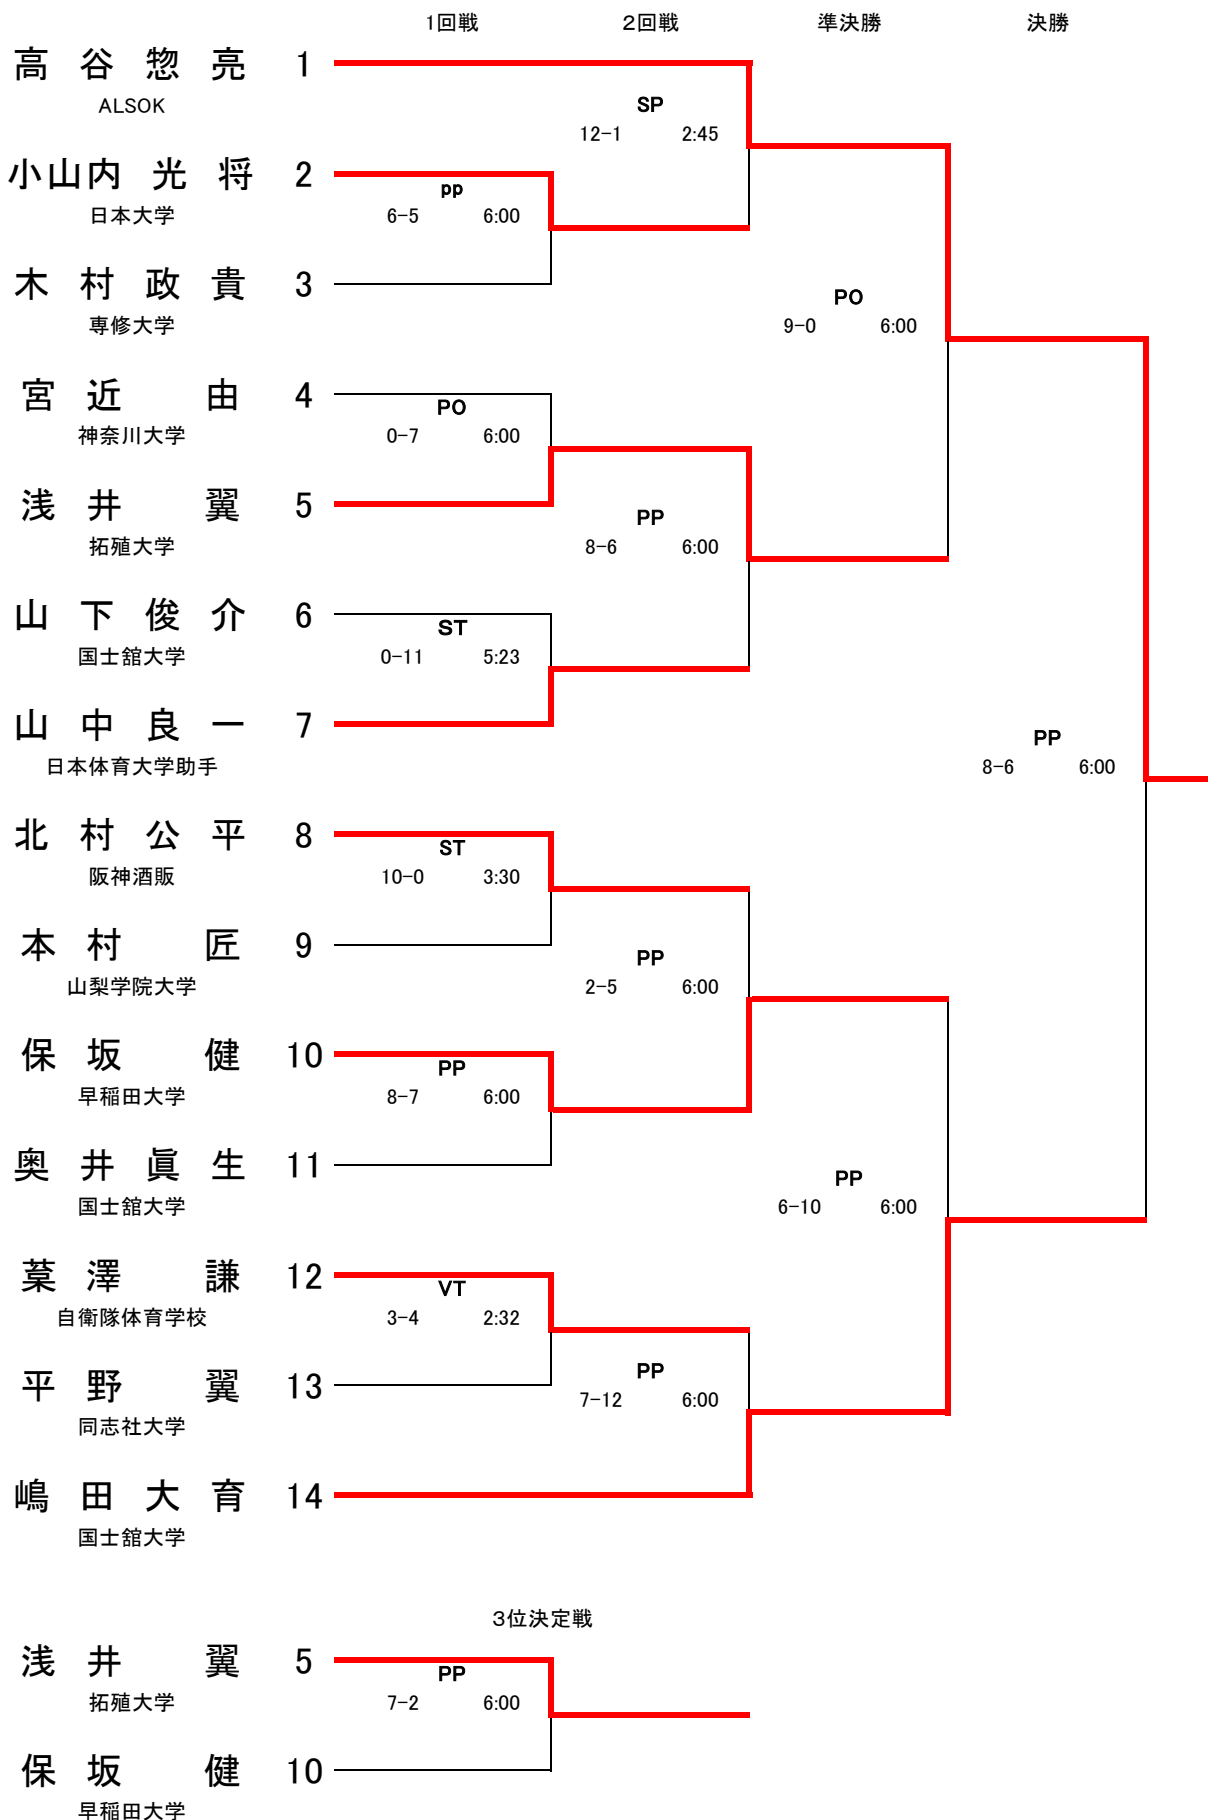 1回戦 2回戦 準決勝 決勝
高谷惣亮 1
ALSOK
SP
12-1 2:45
小山内光将 2
日本大学
pp
6-5 6:00
木村政貴 3
専修大学
PO
9-0 6:00
宮近由 4
神奈川大学
PO
0-7 6:00
浅井翼 5
拓殖大学
PP
8-6 6:00
山下俊介 6
国士舘大学
ST
0-11 5:23
山中良一 7
日本体育大学助手
PP
8-6 6:00
北村公平 8
阪神酒販
ST
10-0 3:30
本村匠 9
山梨学院大学
PP
2-5 6:00
保坂健 10
早稲田大学
PP
8-7 6:00
奥井眞生 11
国士舘大学
PP
6-10 6:00
葈澤謙 12
自衛隊体育学校
VT
3-4 2:32
平野翼 13
同志社大学
PP
7-12 6:00
嶋田大育 14
国士舘大学
3位決定戦
浅井翼 5
拓殖大学
PP
7-2 6:00
保坂健 10
早稲田大学